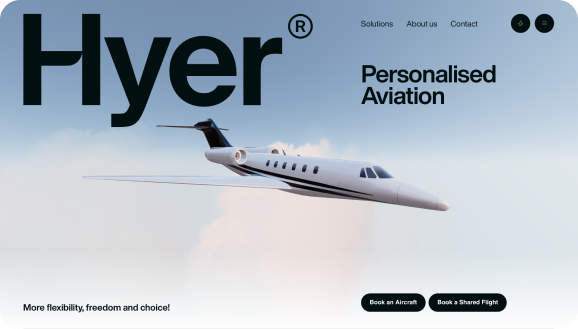 Hyer®
Solutions
About us
Contact
Personalised
Aviation
More flexibility, freedom and choice!
Book an Aircraft
Book a Shared Flight